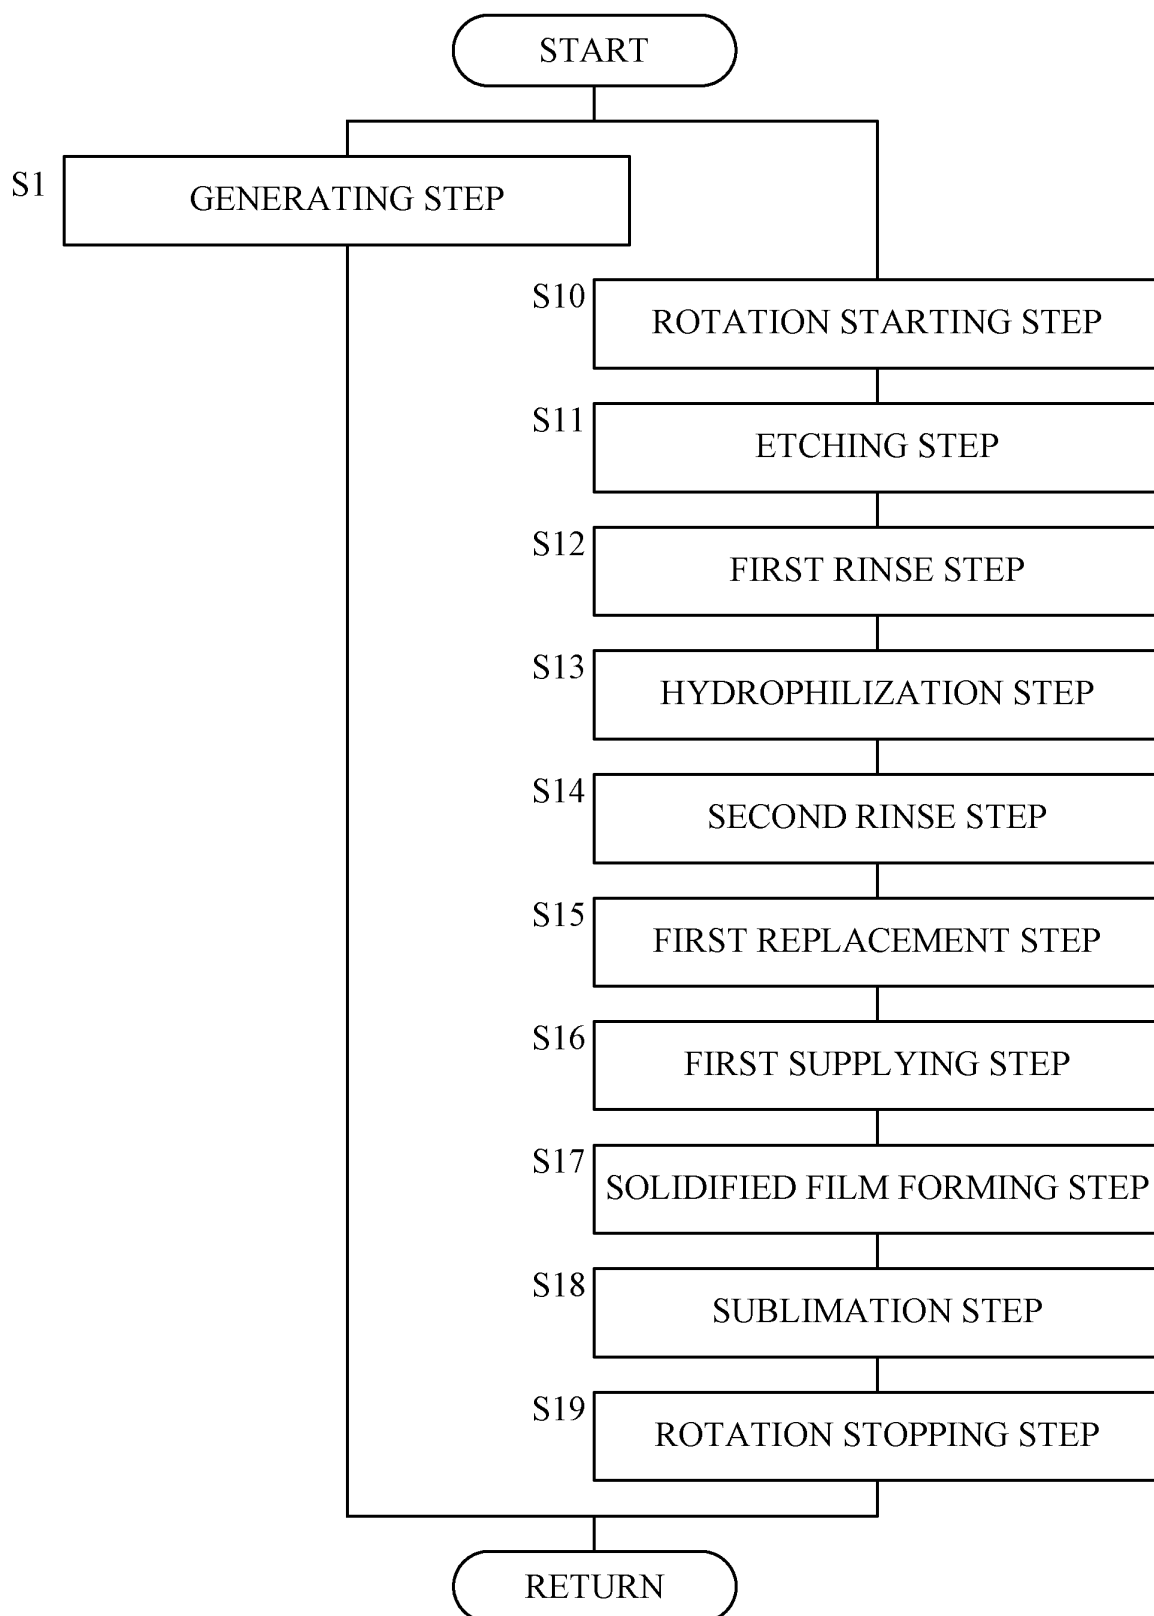 START
S1
GENERATING STEP
S10
ROTATION STARTING STEP
S11
ETCHING STEP
S12
FIRST RINSE STEP
S13
HYDROPHILIZATION STEP
S14
SECOND RINSE STEP
S15
FIRST REPLACEMENT STEP
S16
FIRST SUPPLYING STEP
S17
SOLIDIFIED FILM FORMING STEP
S18
SUBLIMATION STEP
S19
ROTATION STOPPING STEP
RETURN